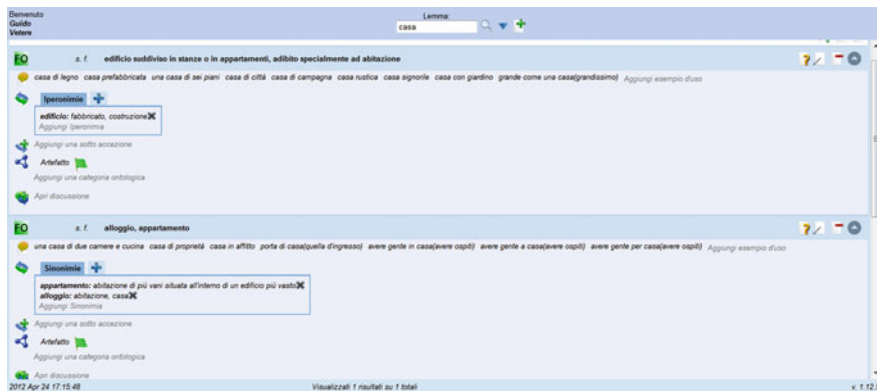 Benvenuto
Guido
Vetere
Lemma:
casa
FO s. f. edificio suddiviso in stanze o in appartamenti, adibito specialmente ad abitazione
casa di legno casa prefabbricata una casa di sei piani casa di città casa di campagna casa rustica casa signorile casa con giardino grande come una casa(grandissimo) Aggiungi esempio d'uso
Iperonimie
edificio: fabbricato, costruzione
Aggiungi Iperonimia
Aggiungi una sotto accezione
Artefatto
Aggiungi una categoria ontologica
Apri discussione
FO s. f. alloggio, appartamento
una casa di due camere e cucina casa di proprietà casa in affitto porta di casa(quella d'ingresso) avere gente in casa(avere ospiti) avere gente a casa(avere ospiti) avere gente per casa(avere ospiti) Aggiungi esempio d'uso
Sinonimie
appartamento: abitazione di più vani situata all'interno di un edificio più vasto
alloggio: abitazione, casa
Aggiungi Sinonimia
Aggiungi una sotto accezione
Artefatto
Aggiungi una categoria ontologica
Apri discussione
2012 Apr 24 17:15:48 Visualizzati 1 risultati su 1 totali v. 1.12.